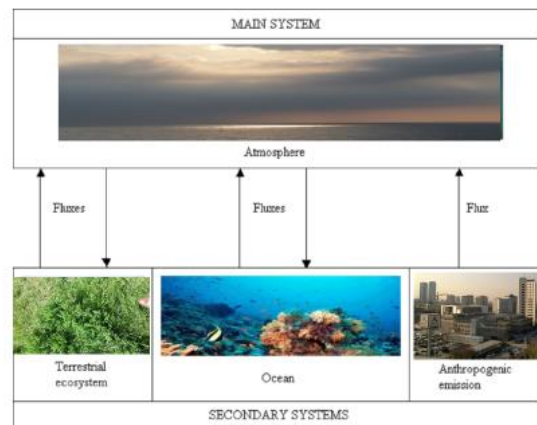 MAIN SYSTEM
Atmosphere
Fluxes
Fluxes
Flux
Terrestrial
ecosystem
Ocean
Anthropogenic
emission
SECONDARY SYSTEMS